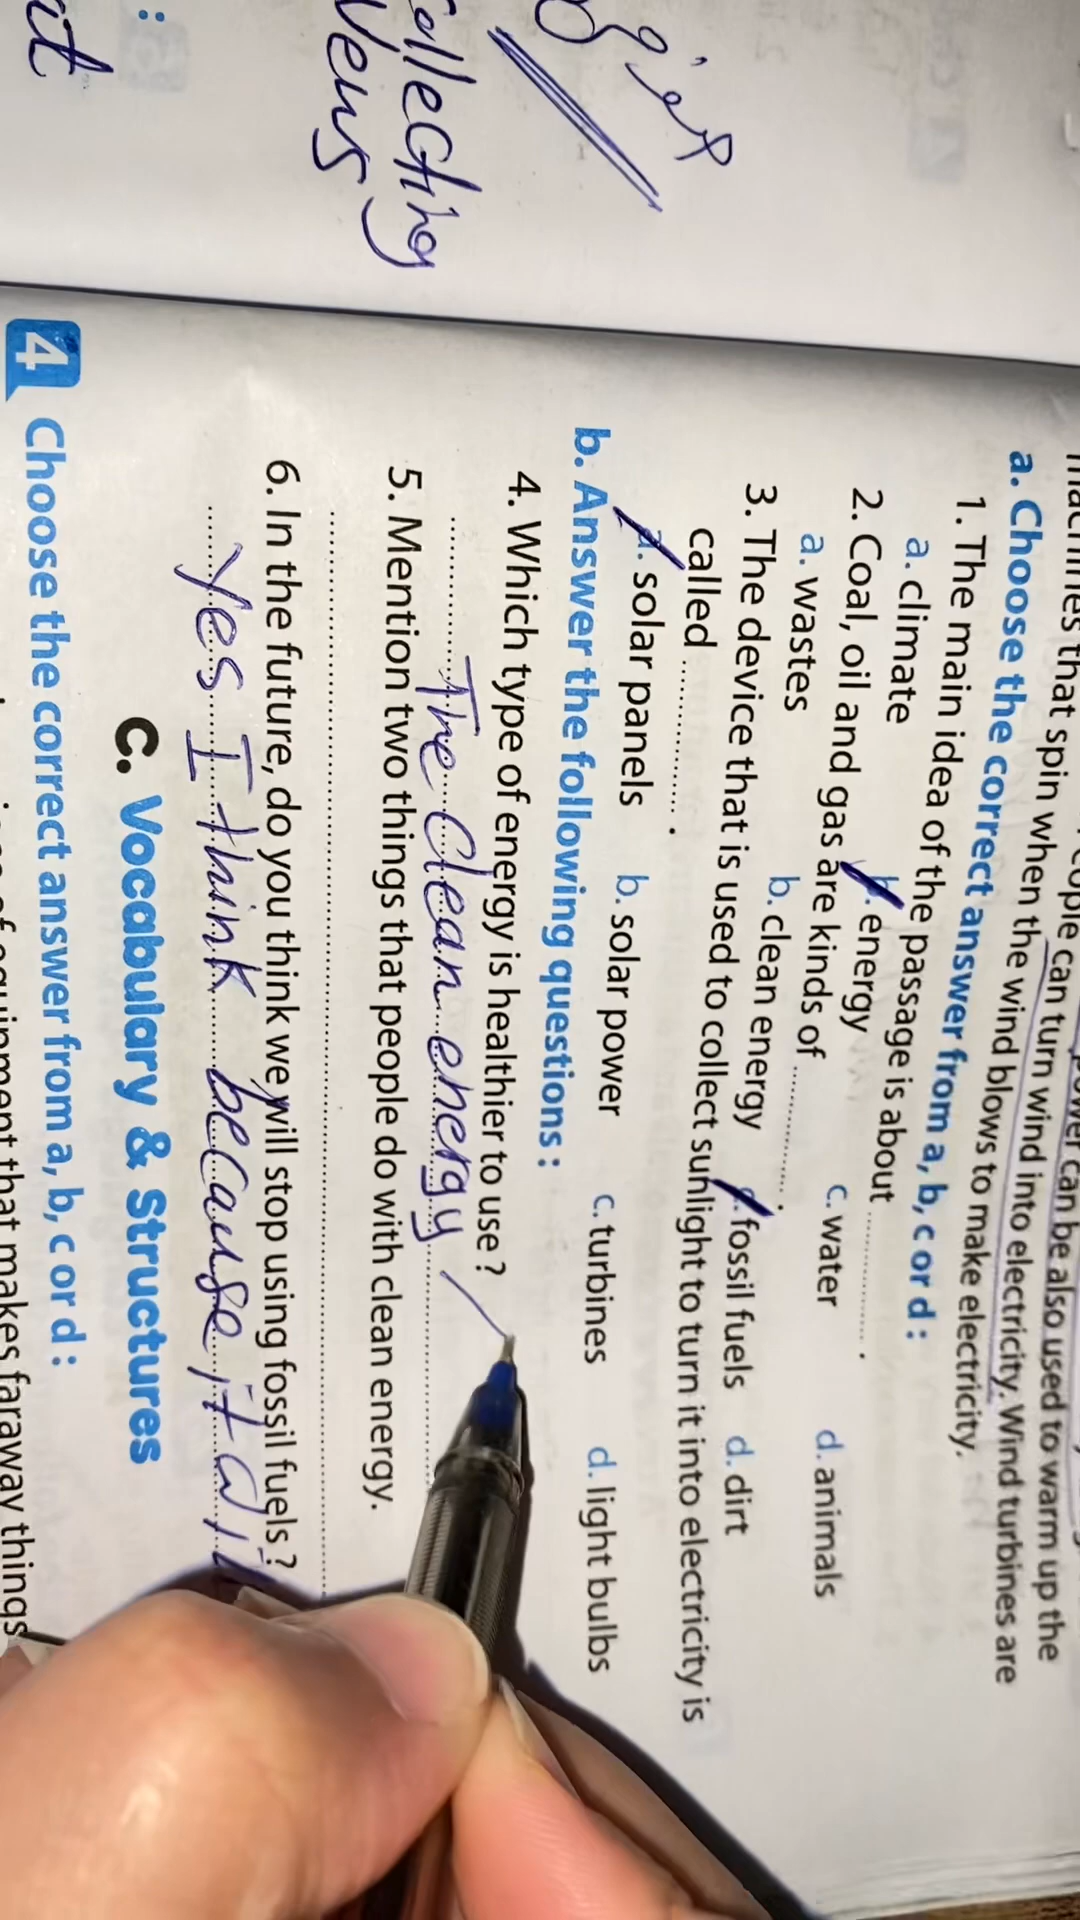 can turn wind into electricity. Wind turbines are
that spin when the wind blows to make electricity.
a. Choose the correct answer from a, b, c or d :
1. The main idea of the passage is about ............ .
a. climate b. energy c. water d. animals
2. Coal, oil and gas are kinds of ............ .
a. wastes b. clean energy c. fossil fuels d. dirt
3. The device that is used to collect sunlight to turn it into electricity is
called ............ .
a. solar panels b. solar power c. turbines d. light bulbs
b. Answer the following questions :
4. Which type of energy is healthier to use ?
The clean energy
5. Mention two things that people do with clean energy.
6. In the future, do you think we will stop using fossil fuels ?
Yes I think because it will
C. Vocabulary & Structures
4 Choose the correct answer from a, b, c or d :
that makes faraway things